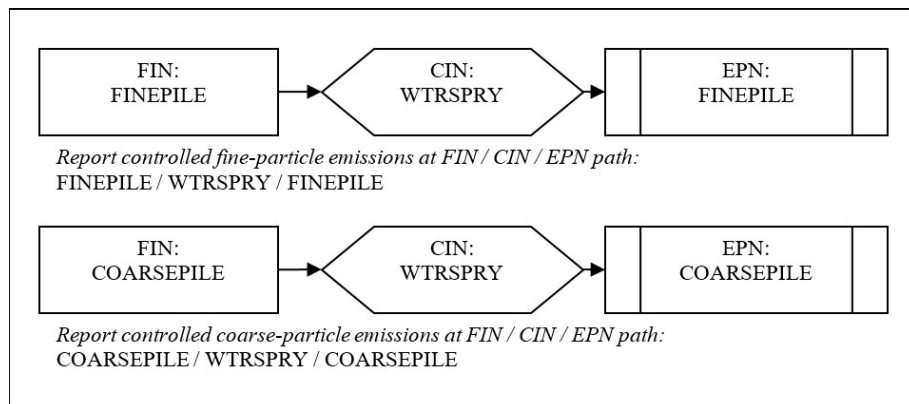 FIN:
FINEPILE
CIN:
WTRSPRY
EPN:
FINEPILE
Report controlled fine-particle emissions at FIN / CIN / EPN path:
FINEPILE / WTRSPRY / FINEPILE
FIN:
COARSEPILE
CIN:
WTRSPRY
EPN:
COARSEPILE
Report controlled coarse-particle emissions at FIN / CIN / EPN path:
COARSEPILE / WTRSPRY / COARSEPILE